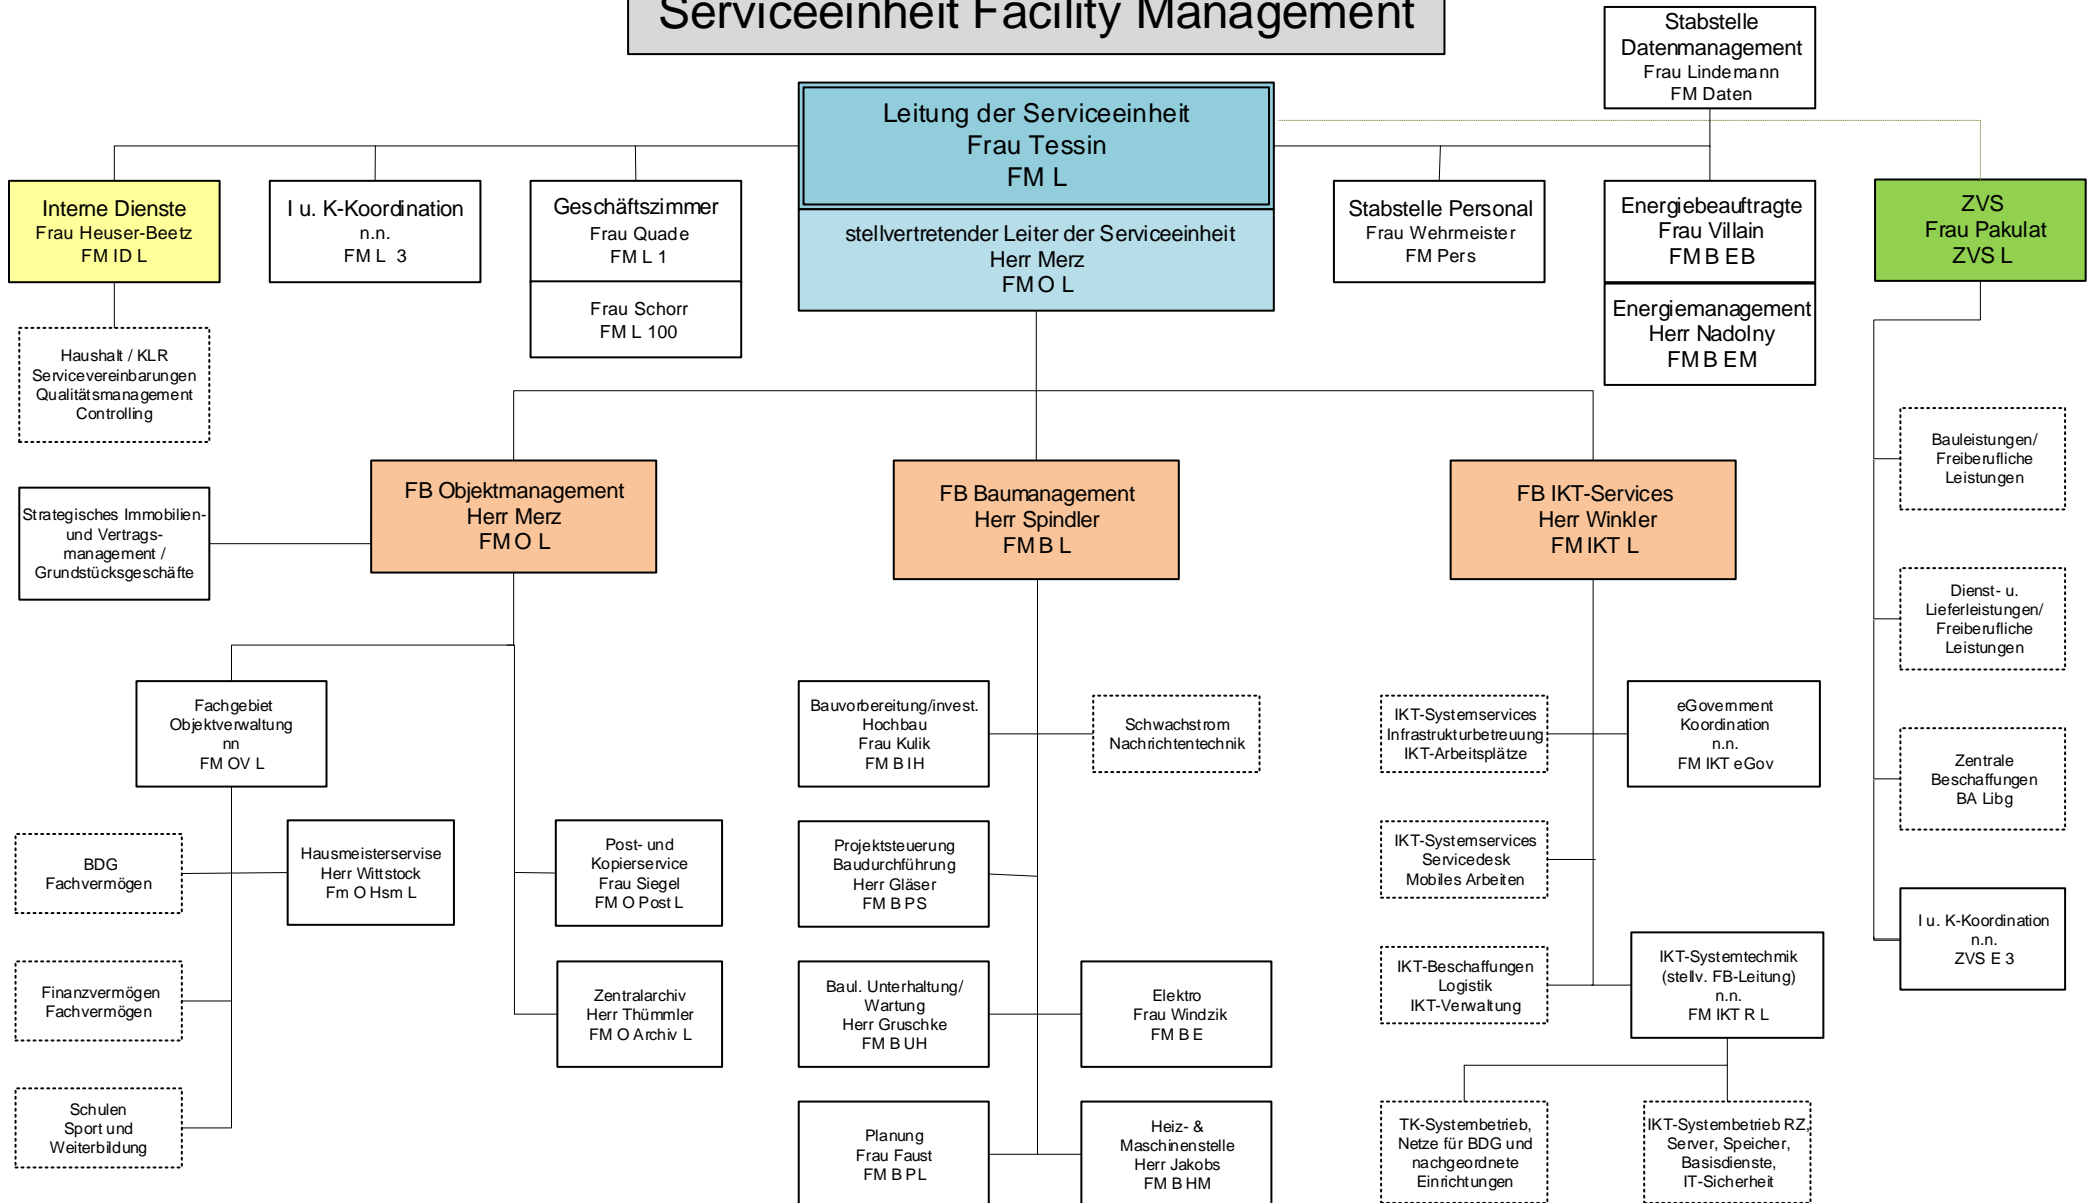 Serviceeinheit Facility Management
Stabstelle
Datenmanagement
Frau Lindemann
FM Daten
Leitung der Serviceeinheit
Frau Tessin
FM L
stellvertretender Leiter der Serviceeinheit
Herr Merz
FM O L
Interne Dienste
Frau Heuser-Beetz
FM ID L
I u. K-Koordination
n.n.
FM L 3
Geschäftszimmer
Frau Quade
FM L 1
Frau Schorr
FM L 100
Stabstelle Personal
Frau Wehrmeister
FM Pers
Energiebeauftragte
Frau Villain
FM B EB
Energiemanagement
Herr Nadolny
FM B EM
ZVS
Frau Pakulat
ZVS L
Haushalt / KLR
Servicevereinbarungen
Qualitätsmanagement
Controlling
Strategisches Immobilien-
und Vertrags-
management /
Grundstücksgeschäfte
FB Objektmanagement
Herr Merz
FM O L
FB Baumanagement
Herr Spindler
FM B L
FB IKT-Services
Herr Winkler
FM IKT L
Bauleistungen/
Freiberufliche
Leistungen
Dienst- u.
Lieferleistungen/
Freiberufliche
Leistungen
Zentrale
Beschaffungen
BA Libg
I u. K-Koordination
n.n.
ZVS E 3
Fachgebiet
Objektverwaltung
nn
FM OV L
BDG
Fachvermögen
Hausmeisterservise
Herr Wittstock
Fm O Hsm L
Finanzvermögen
Fachvermögen
Schulen
Sport und
Weiterbildung
Post- und
Kopierservice
Frau Siegel
FM O Post L
Zentralarchiv
Herr Thümmler
FM O Archiv L
Bauvorbereitung/invest.
Hochbau
Frau Kulik
FM B IH
Schwachstrom
Nachrichtentechnik
Projektsteuerung
Baudurchführung
Herr Gläser
FM B PS
Baul. Unterhaltung/
Wartung
Herr Gruschke
FM B UH
Elektro
Frau Windzik
FM B E
Planung
Frau Faust
FM B PL
Heiz- &
Maschinenstelle
Herr Jakobs
FM B HM
IKT-Systemservices
Infrastrukturbetreuung
IKT-Arbeitsplätze
eGovernment
Koordination
n.n.
FM IKT eGov
IKT-Systemservices
Servicedesk
Mobiles Arbeiten
IKT-Beschaffungen
Logistik
IKT-Verwaltung
IKT-Systemtechmik
(stellv. FB-Leitung)
n.n.
FM IKT R L
TK-Systembetrieb,
Netze für BDG und
nachgeordnete
Einrichtungen
IKT-Systembetrieb RZ,
Server, Speicher,
Basisdienste,
IT-Sicherheit